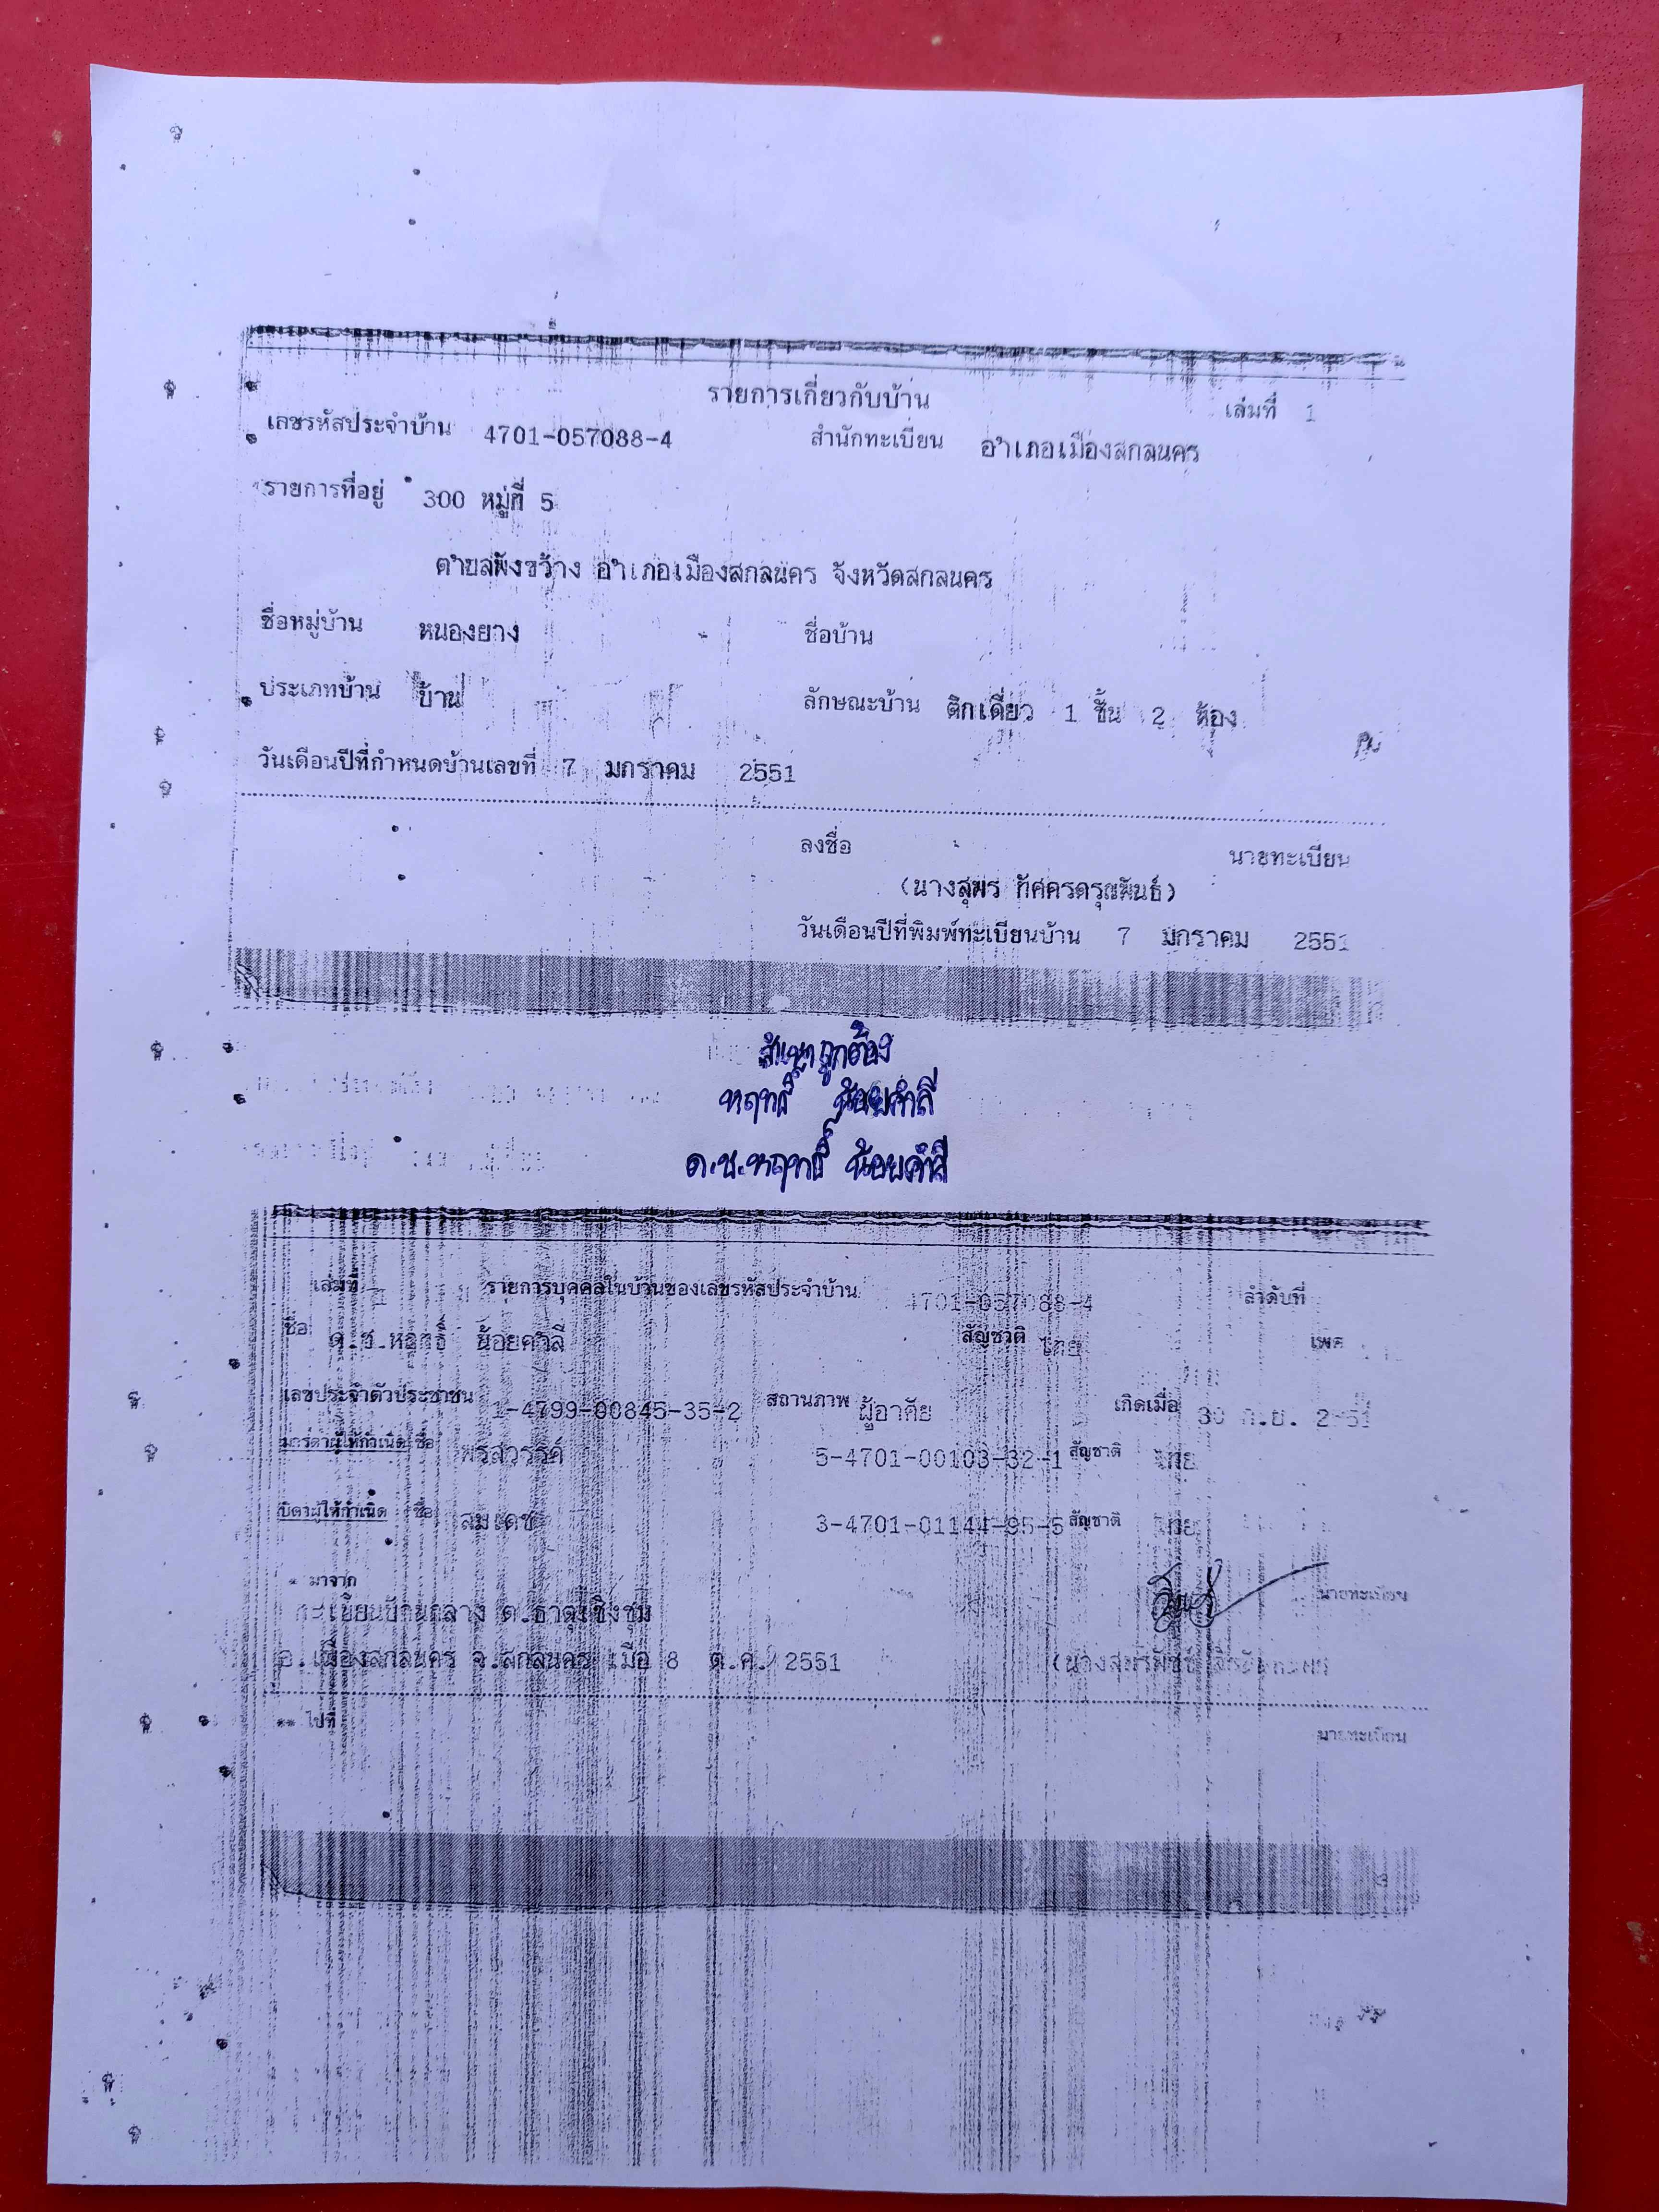 รายการเกี่ยวกับบ้าน เล่มที่ 1
เลขรหัสประจำบ้าน 4701-057088-4 สำนักทะเบียน อำเภอเมืองสกลนคร
รายการที่อยู่ 300 หมู่ที่ 5
ตำบลพังขว้าง อำเภอเมืองสกลนคร จังหวัดสกลนคร
ชื่อหมู่บ้าน หนองยาง ชื่อบ้าน
ประเภทบ้าน บ้าน ลักษณะบ้าน ตึกเดี่ยว 1 ชั้น 2 ห้อง
วันเดือนปีที่กำหนดบ้านเลขที่ 7 มกราคม 2551
ลงชื่อ นายทะเบียน
(นางสุพร ทัศครดรุณพันธ์)
วันเดือนปีที่พิมพ์ทะเบียนบ้าน 7 มกราคม 2551
สำเนาถูกต้อง
หฤทธิ์ น้อยคำลี
ด.ช.หฤทธิ์ น้อยคำลี
เล่มที่ 1 รายการบุคคลในบ้านของเลขรหัสประจำบ้าน 4701-057088-4 ลำดับที่
ชื่อ ด.ช.หฤทธิ์ น้อยคำลี สัญชาติ ไทย เพศ
เลขประจำตัวประชาชน 1-4799-00845-35-2 สถานภาพ ผู้อาศัย เกิดเมื่อ 30 ก.ย. 2551
มารดาผู้ให้กำเนิด ชื่อ พรสวรรค์ 5-4701-00103-32-1 สัญชาติ ไทย
บิดาผู้ให้กำเนิด ชื่อ สมเดช 3-4701-01144-95-5 สัญชาติ ไทย
* มาจาก นายทะเบียน
ทะเบียนบ้านกลาง ต.ธาตุเชิงชุม
อ.เมืองสกลนคร จ.สกลนคร เมื่อ 8 ต.ค. 2551
** ไปที่ นายทะเบียน